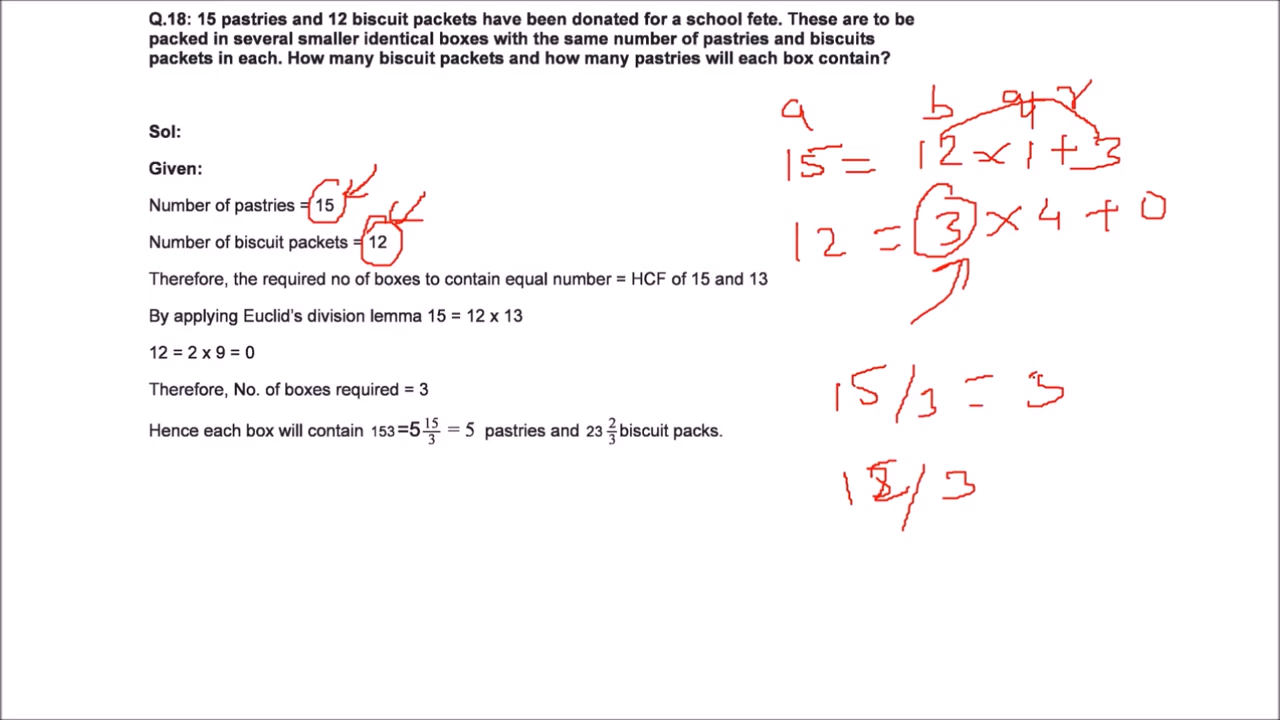 Q.18: 15 pastries and 12 biscuit packets have been donated for a school fete. These are to be
packed in several smaller identical boxes with the same number of pastries and biscuits
packets in each. How many biscuit packets and how many pastries will each box contain?
Sol:
Given:
Number of pastries = 15
Number of biscuit packets = 12
Therefore, the required no of boxes to contain equal number = HCF of 15 and 13
By applying Euclid's division lemma 15 = 12 x 13
12 = 2 x 9 = 0
Therefore, No. of boxes required = 3
Hence each box will contain 153=5 15/3 = 5 pastries and 23 2/3 biscuit packs.
a b q r
15 = 12 × 1 + 3
12 = 3 × 4 + 0
15/3 = 3
/3